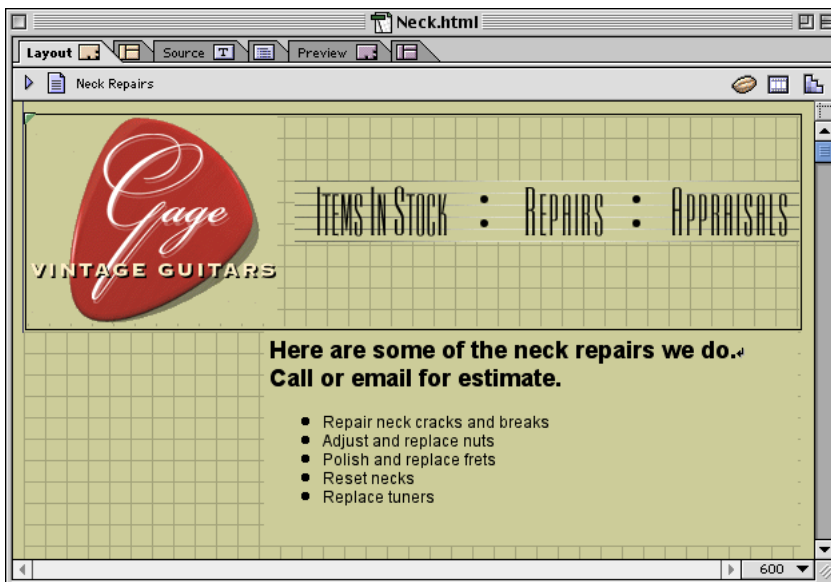 Neck.html
Layout Source T Preview
Neck Repairs
Gage
VINTAGE GUITARS
ITEMS IN STOCK : REPAIRS : APPRAISALS
Here are some of the neck repairs we do.
Call or email for estimate.
• Repair neck cracks and breaks
• Adjust and replace nuts
• Polish and replace frets
• Reset necks
• Replace tuners
600